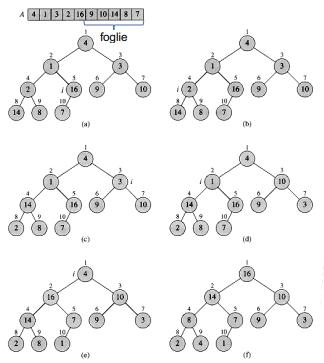 A 4 1 3 2 16 9 10 14 8 7
foglie
1
4
2 3
1 3
4 5 6 7
2 i 16 9 10
8 9 10
14 8 7
(a)
1
4
2 3
1 3
4 5 6 7
i 2 16 9 10
8 9 10
14 8 7
(b)
1
4
2 3
1 3 i
4 5 6 7
14 16 9 10
8 9 10
2 8 7
(c)
1
4
2 3
i 1 10
4 5 6 7
14 16 9 3
8 9 10
2 8 7
(d)
1
i 4
2 3
16 10
4 5 6 7
14 7 9 3
8 9 10
2 8 1
(e)
1
16
2 3
14 10
4 5 6 7
8 7 9 3
8 9 10
2 4 1
(f)